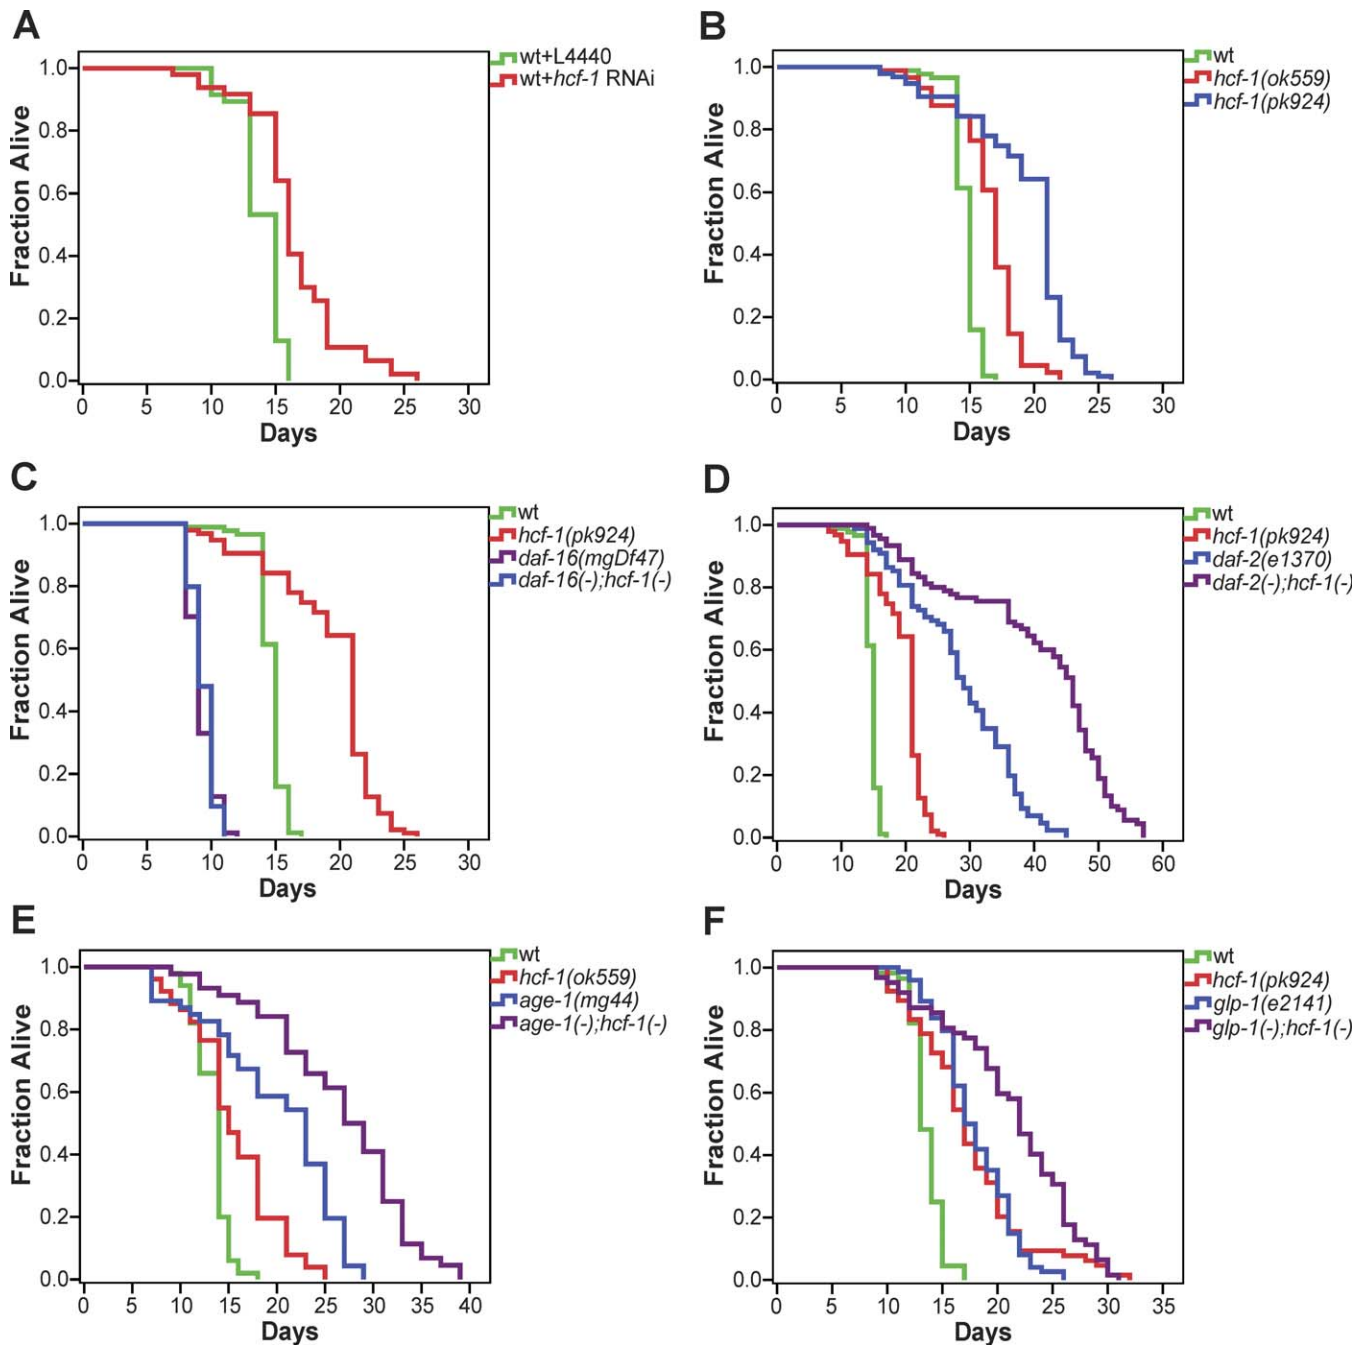 A
wt+L4440
wt+hcf-1 RNAi
Fraction Alive
1.0
0.8
0.6
0.4
0.2
0.0
0 5 10 15 20 25 30
Days
B
wt
hcf-1(ok559)
hcf-1(pk924)
Fraction Alive
1.0
0.8
0.6
0.4
0.2
0.0
0 5 10 15 20 25 30
Days
C
wt
hcf-1(pk924)
daf-16(mgDf47)
daf-16(-);hcf-1(-)
Fraction Alive
1.0
0.8
0.6
0.4
0.2
0.0
0 5 10 15 20 25 30
Days
D
wt
hcf-1(pk924)
daf-2(e1370)
daf-2(-);hcf-1(-)
Fraction Alive
1.0
0.8
0.6
0.4
0.2
0.0
0 10 20 30 40 50 60
Days
E
wt
hcf-1(ok559)
age-1(mg44)
age-1(-);hcf-1(-)
Fraction Alive
1.0
0.8
0.6
0.4
0.2
0.0
0 5 10 15 20 25 30 35 40
Days
F
wt
hcf-1(pk924)
glp-1(e2141)
glp-1(-);hcf-1(-)
Fraction Alive
1.0
0.8
0.6
0.4
0.2
0.0
0 5 10 15 20 25 30 35
Days